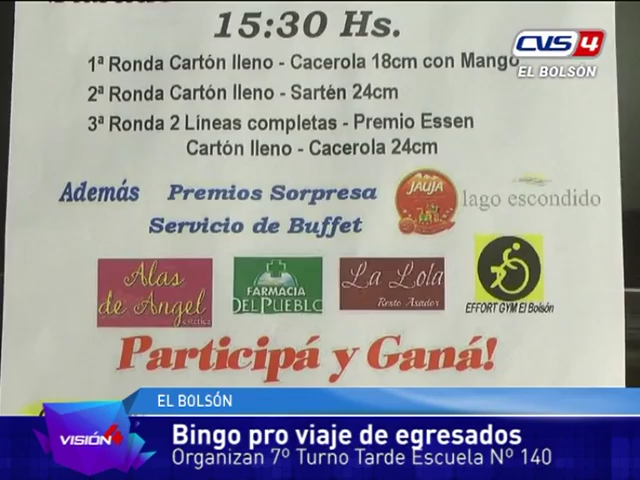 15:30 Hs.
1ª Ronda Cartón lleno - Cacerola 18cm con Mango
2ª Ronda Cartón lleno - Sartén 24cm
3ª Ronda 2 Líneas completas - Premio Essen
Cartón lleno - Cacerola 24cm
CVS 4
EL BOLSÓN
Además Premios Sorpresa
Servicio de Buffet
JAUJA
lago escondido
Alas
de Angel
estética
FARMACIA
DEL PUEBLO
La Lola
Resto Asador
EFFORT GYM El Bolsón
Participá y Ganá!
EL BOLSÓN
VISIÓN 4
Bingo pro viaje de egresados
Organizan 7º Turno Tarde Escuela Nº 140